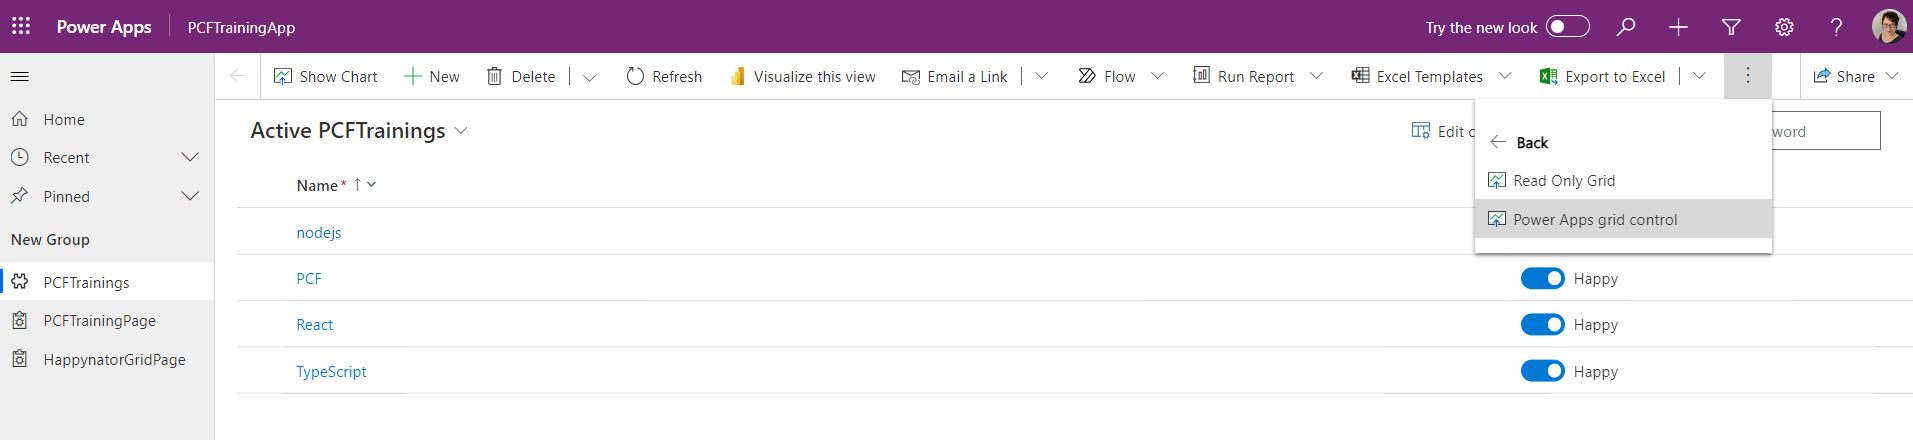 Power Apps PCFTrainingApp Try the new look
Show Chart New Delete Refresh Visualize this view Email a Link Flow Run Report Excel Templates Export to Excel Share
Home
Recent
Pinned
New Group
PCFTrainings
PCFTrainingPage
HappynatorGridPage
Active PCFTrainings Edit word
Back
Read Only Grid
Power Apps grid control
Name*
nodejs
PCF Happy
React Happy
TypeScript Happy